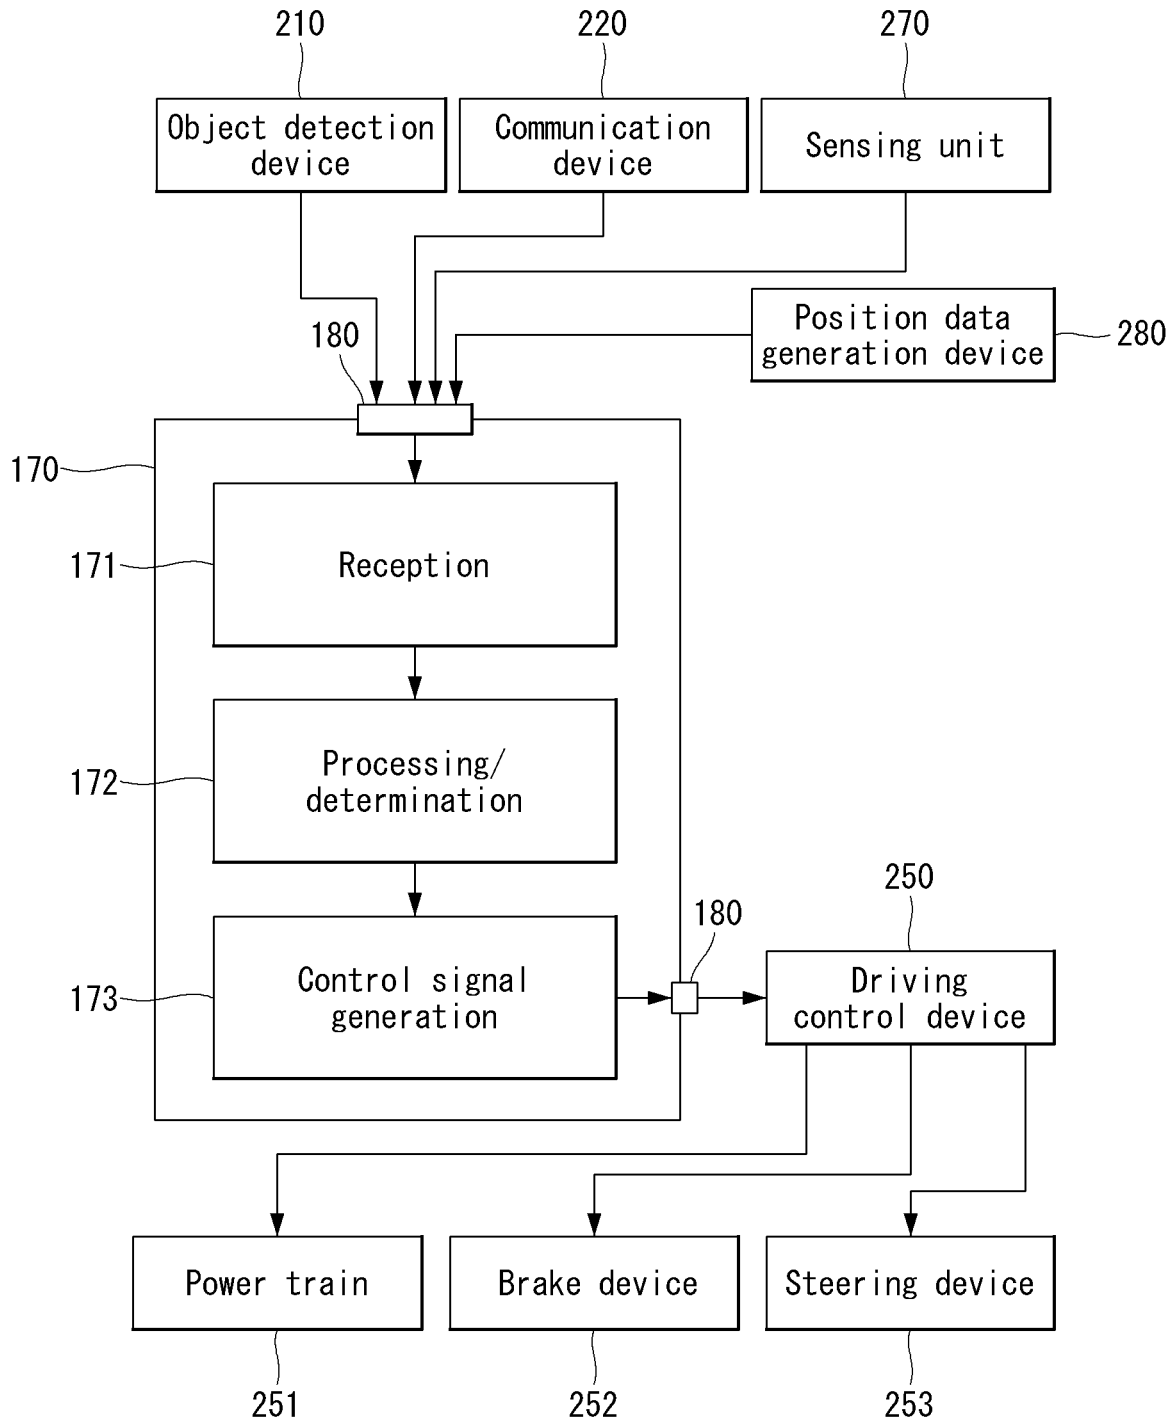 210
220
270
Object detection
device
Communication
device
Sensing unit
180
Position data
generation device
280
170
171
Reception
172
Processing/
determination
250
180
173
Control signal
generation
Driving
control device
Power train
Brake device
Steering device
251
252
253